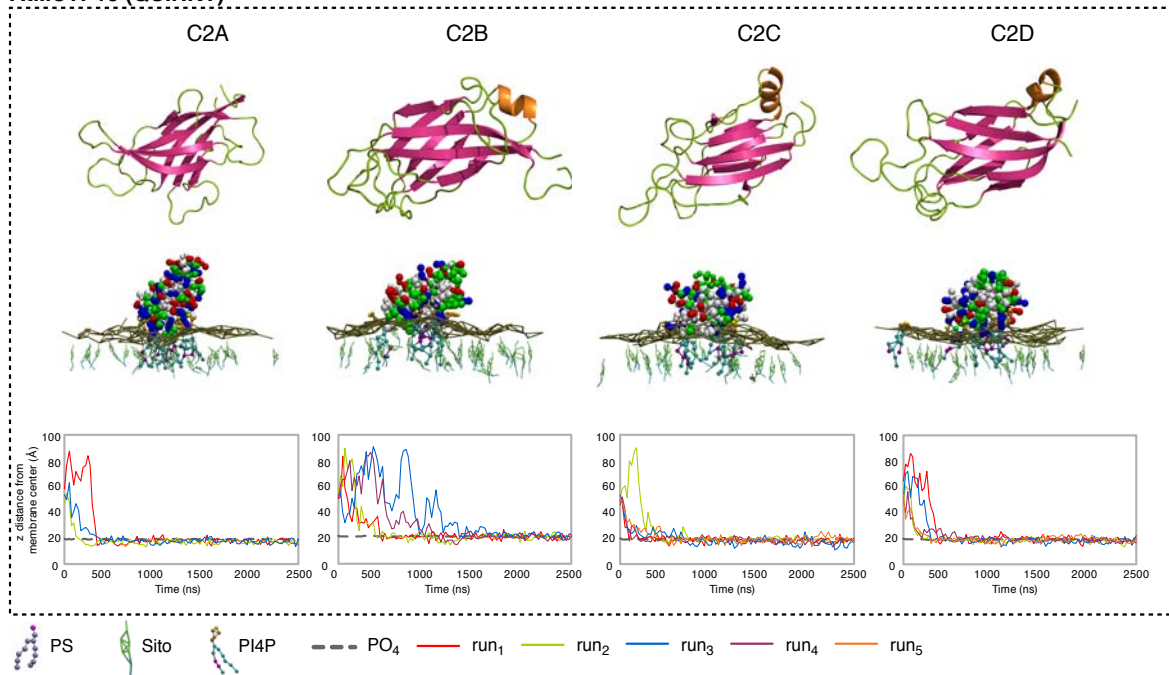 C2A C2B C2C C2D
z distance from
membrane center (Å)
100 100 100 100
80 80 80 80
60 60 60 60
40 40 40 40
20 20 20 20
0 0 0 0
0 500 1000 1500 2000 2500 0 500 1000 1500 2000 2500 0 500 1000 1500 2000 2500 0 500 1000 1500 2000 2500
Time (ns) Time (ns) Time (ns) Time (ns)
PS Sito PI4P PO4 run1 run2 run3 run4 run5